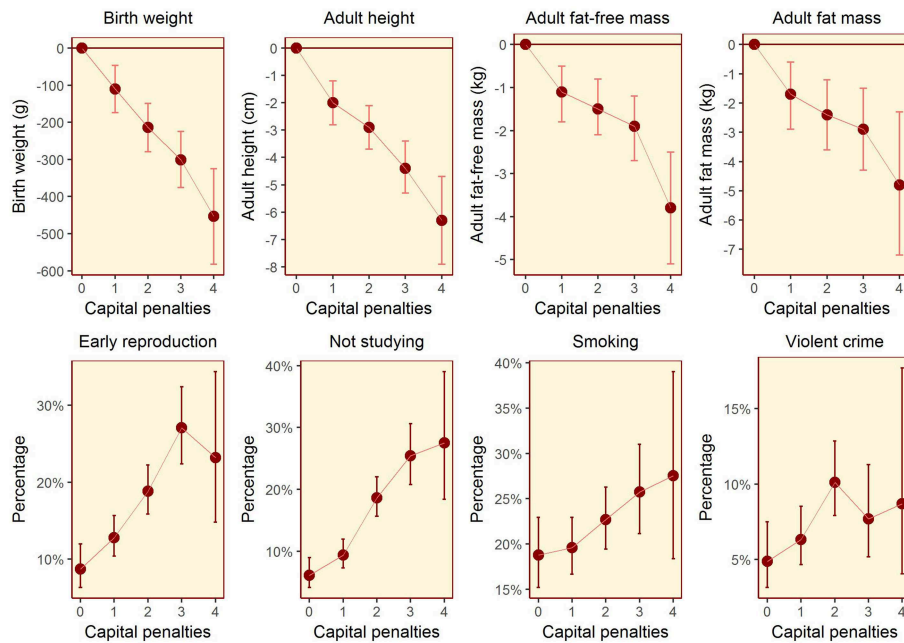 Birth weight
Birth weight (g)
0
-100
-200
-300
-400
-500
-600
0 1 2 3 4
Capital penalties
Adult height
Adult height (cm)
0
-1
-2
-3
-4
-5
-6
-7
-8
0 1 2 3 4
Capital penalties
Adult fat-free mass
Adult fat-free mass (kg)
0
-1
-2
-3
-4
-5
0 1 2 3 4
Capital penalties
Adult fat mass
Adult fat mass (kg)
0
-1
-2
-3
-4
-5
-6
-7
0 1 2 3 4
Capital penalties
Early reproduction
Percentage
30%
20%
10%
0 1 2 3 4
Capital penalties
Not studying
Percentage
40%
30%
20%
10%
0 1 2 3 4
Capital penalties
Smoking
Percentage
40%
35%
30%
25%
20%
15%
0 1 2 3 4
Capital penalties
Violent crime
Percentage
15%
10%
5%
0 1 2 3 4
Capital penalties